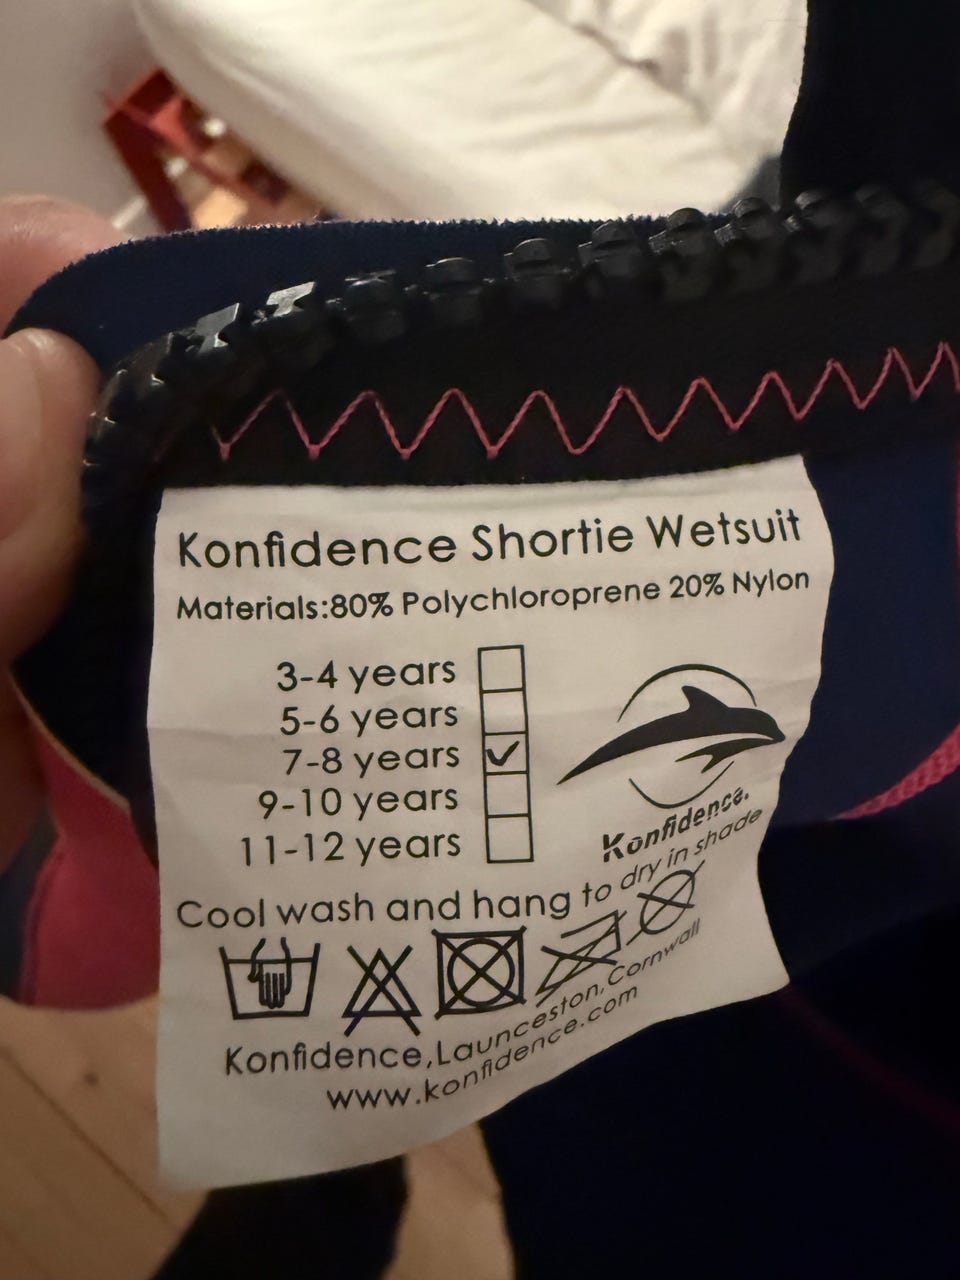 Konfidence Shortie Wetsuit
Materials:80% Polychloroprene 20% Nylon
3-4 years
5-6 years
7-8 years
9-10 years
11-12 years
Konfidence.
Cool wash and hang to dry in shade
Konfidence,Launceston,Cornwall
www.konfidence.com